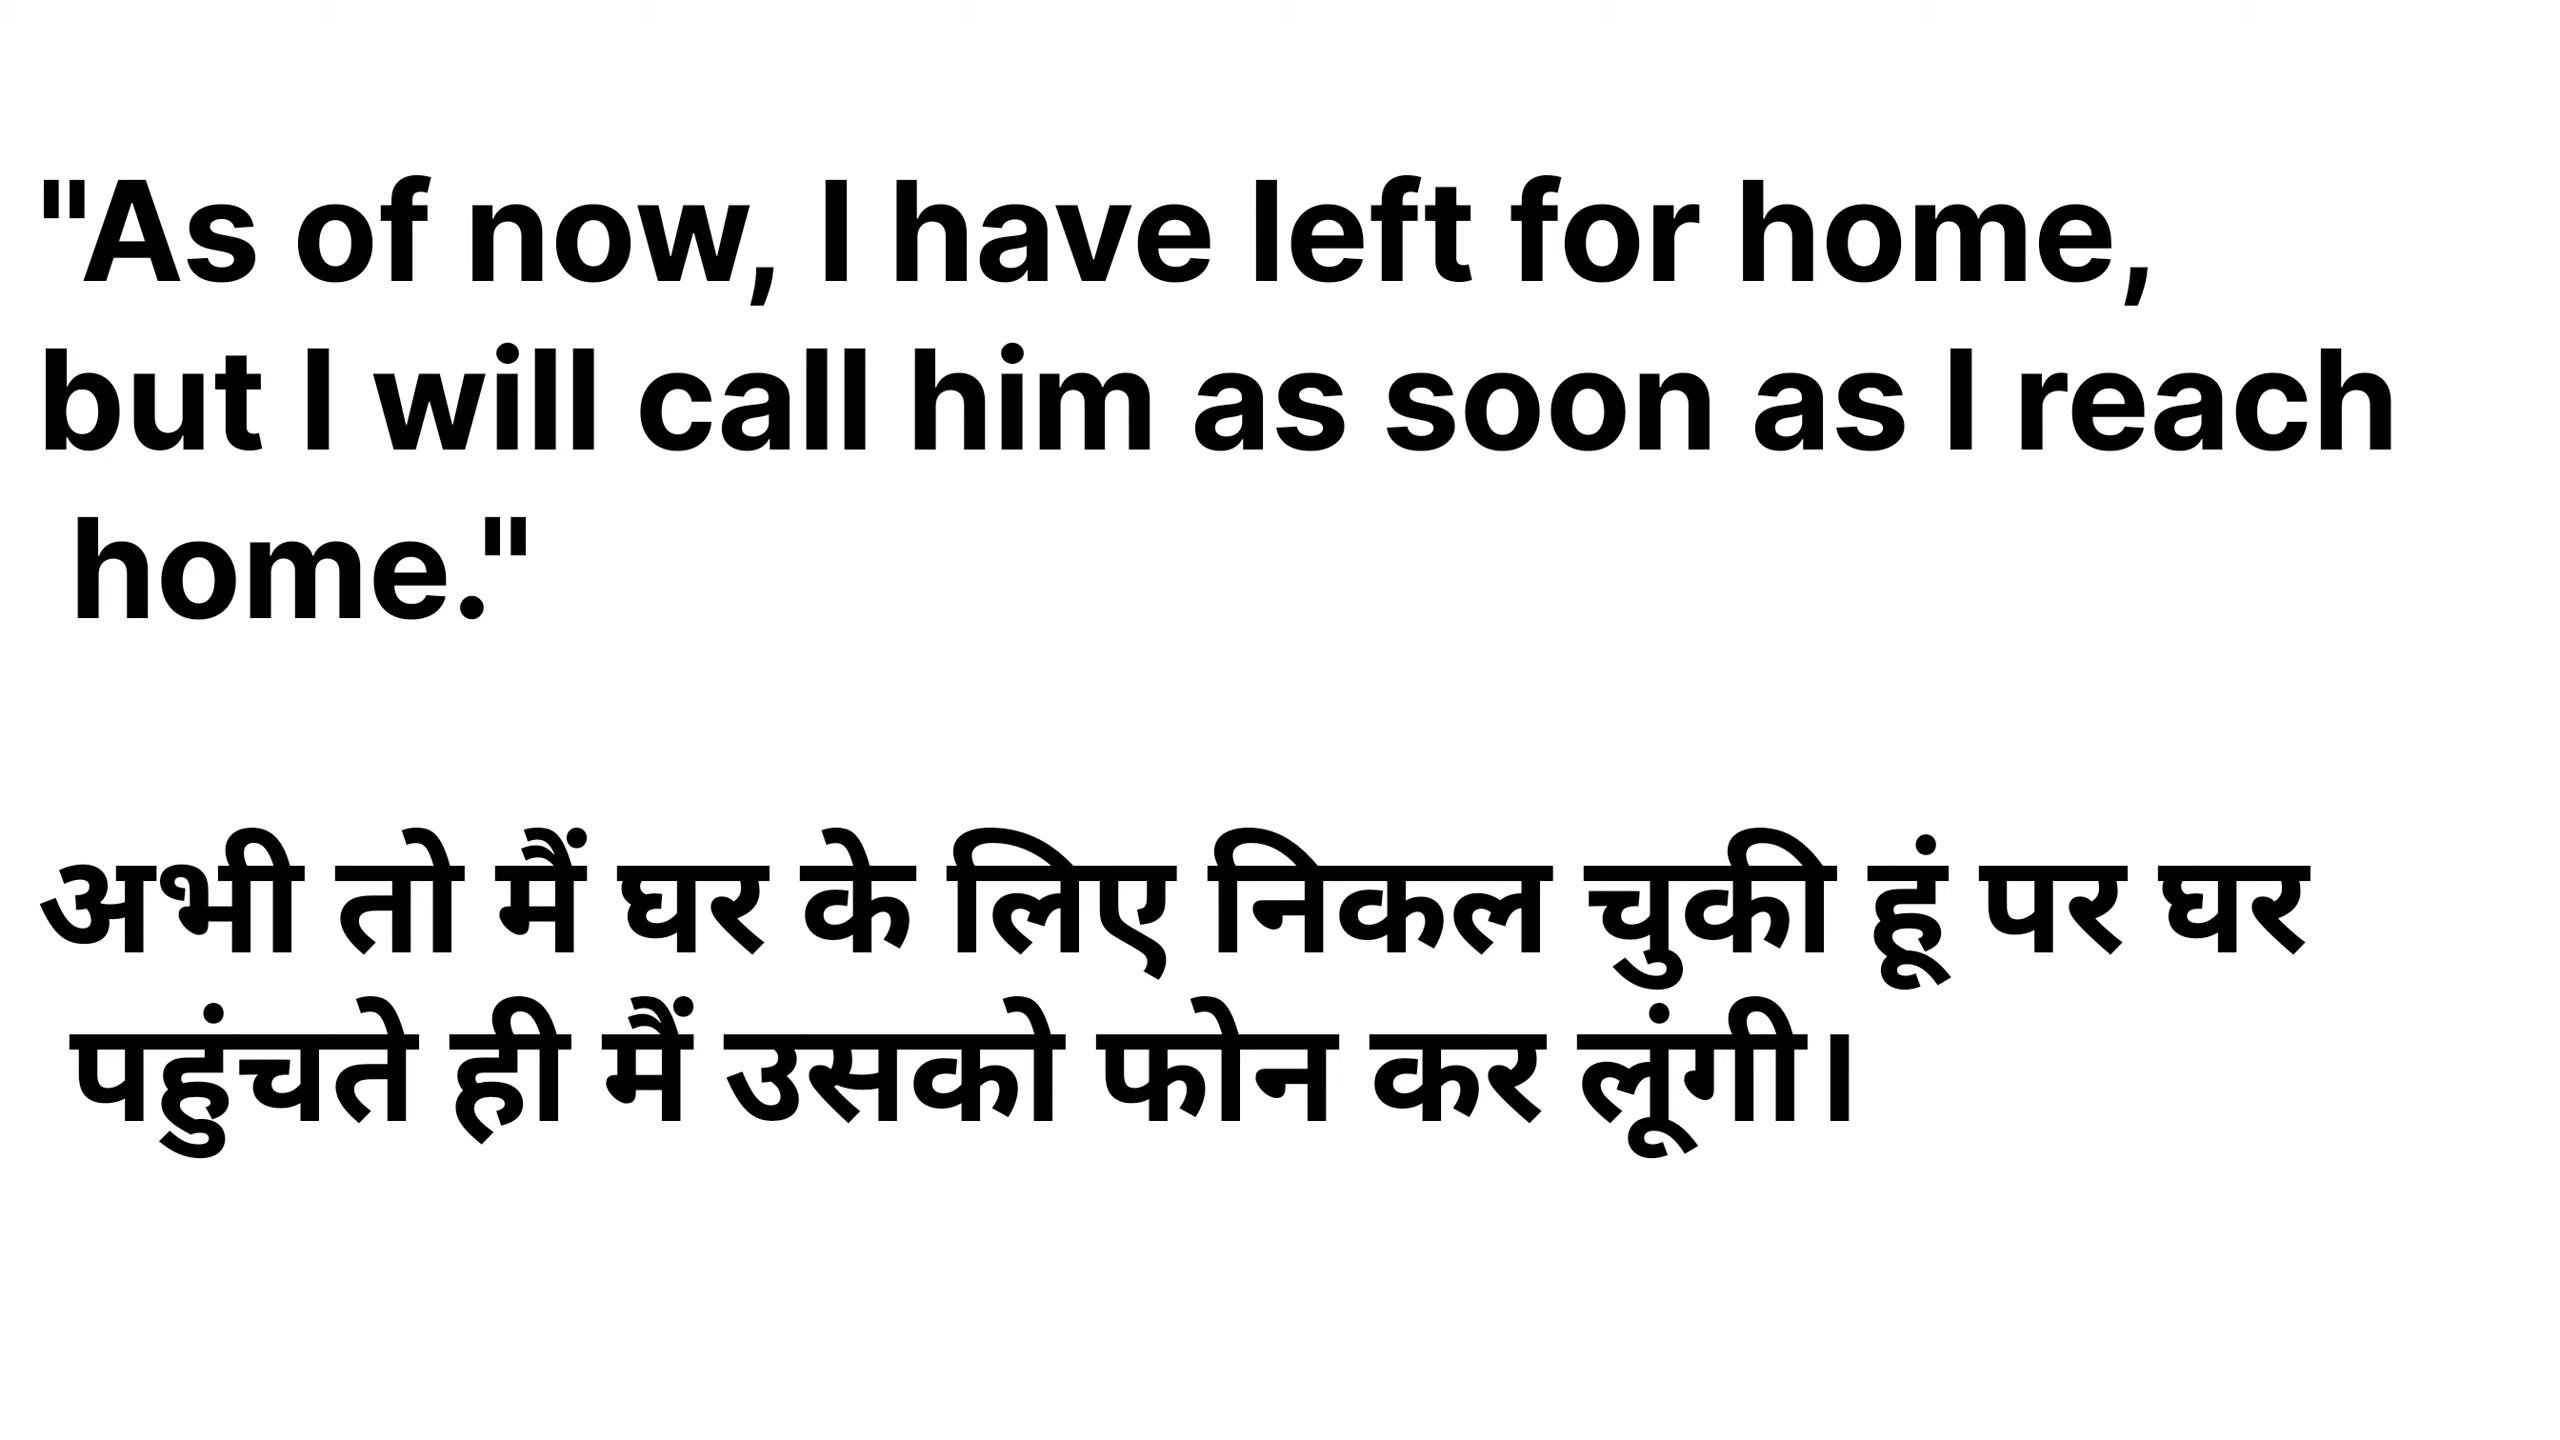 "As of now, I have left for home,
but I will call him as soon as I reach
home."
अभी तो मैं घर के लिए निकल चुकी हूं पर घर
पहुंचते ही मैं उसको फोन कर लूंगी।